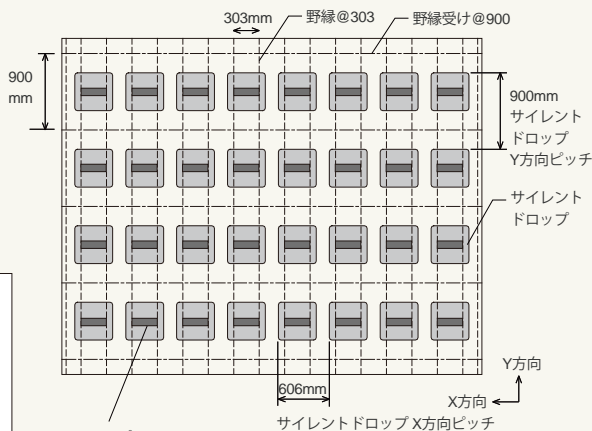 303mm
野縁@303
野縁受け@900
900
mm
900mm
サイレント
ドロップ
Y方向ピッチ
サイレント
ドロップ
606mm
Y方向
X方向
サイレントドロップ X方向ピッチ